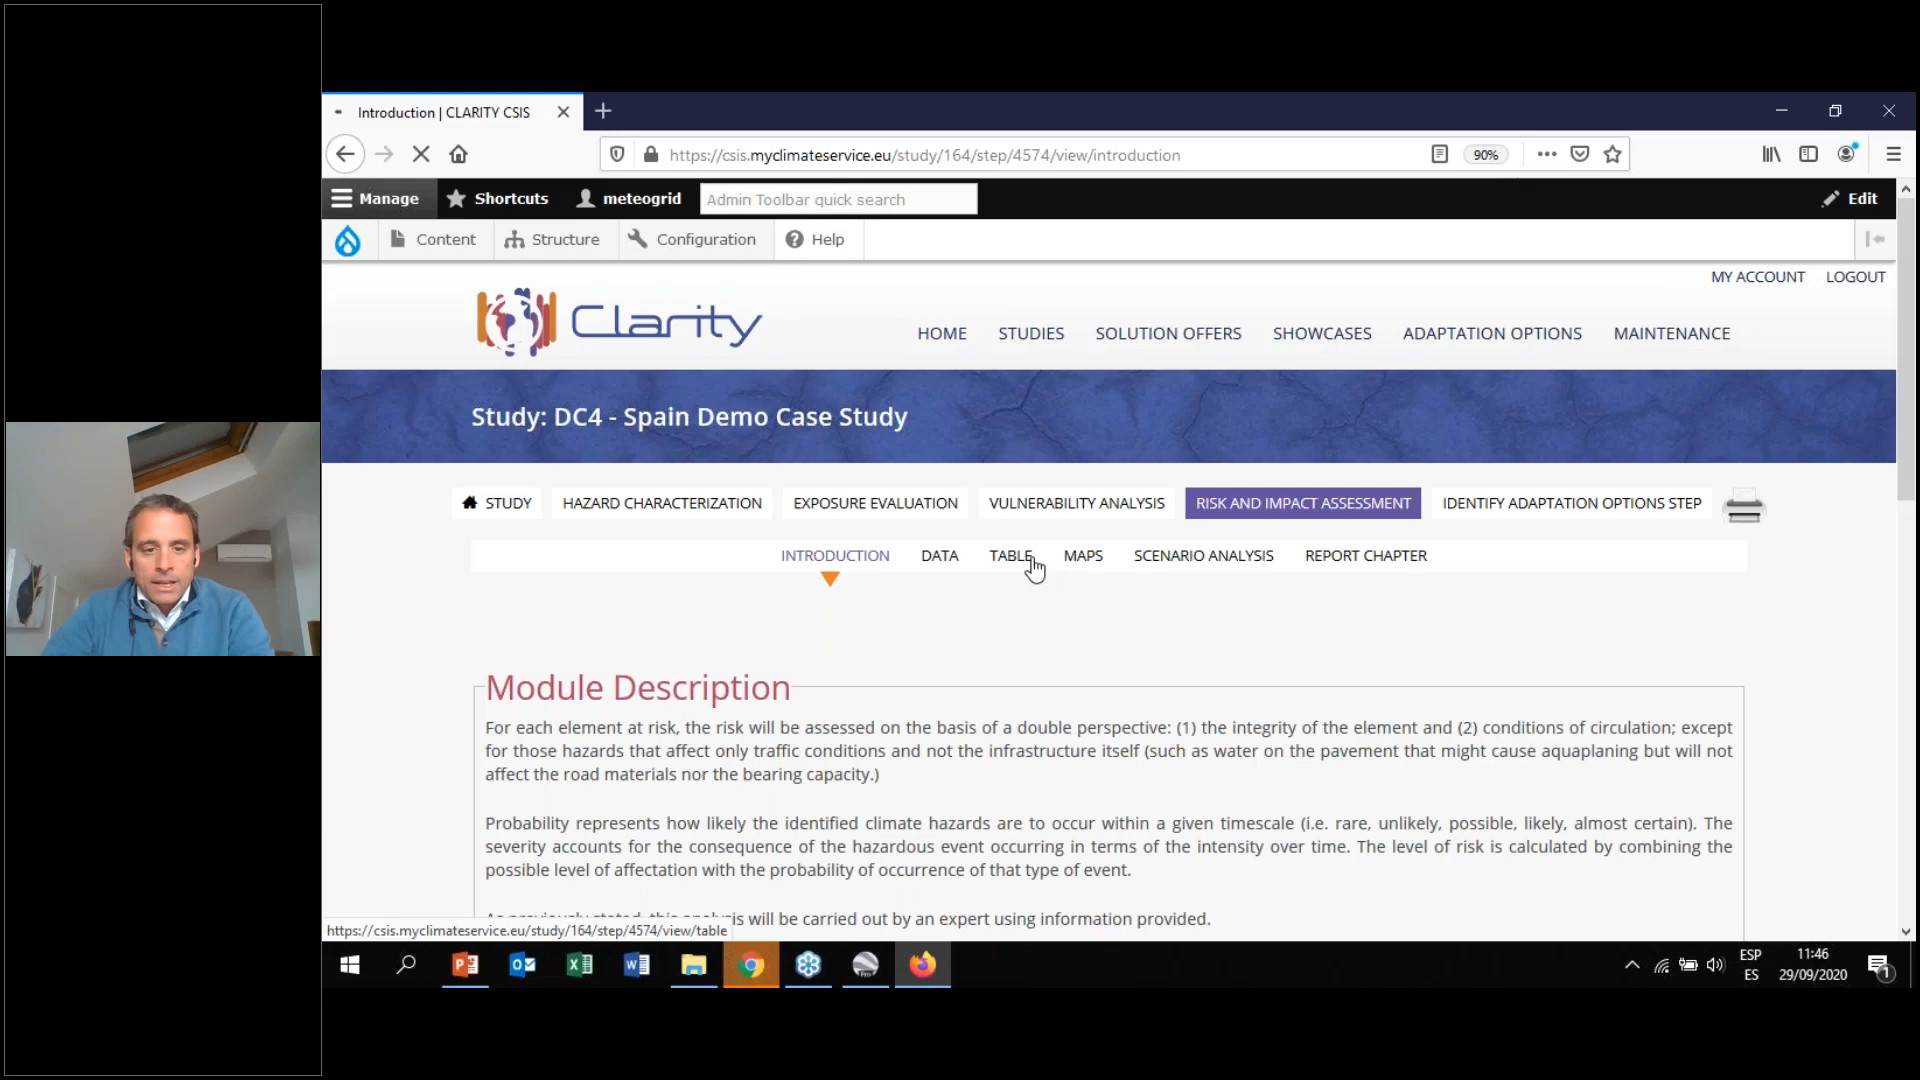 Introduction | CLARITY CSIS
https://csis.myclimateservice.eu/study/164/step/4574/view/introduction
90%
Manage
Shortcuts
meteogrid
Admin Toolbar quick search
Edit
Content
Structure
Configuration
Help
MY ACCOUNT
LOGOUT
Clarity
HOME
STUDIES
SOLUTION OFFERS
SHOWCASES
ADAPTATION OPTIONS
MAINTENANCE
Study: DC4 - Spain Demo Case Study
STUDY
HAZARD CHARACTERIZATION
EXPOSURE EVALUATION
VULNERABILITY ANALYSIS
RISK AND IMPACT ASSESSMENT
IDENTIFY ADAPTATION OPTIONS STEP
INTRODUCTION
DATA
TABLE
MAPS
SCENARIO ANALYSIS
REPORT CHAPTER
Module Description
For each element at risk, the risk will be assessed on the basis of a double perspective: (1) the integrity of the element and (2) conditions of circulation; except
for those hazards that affect only traffic conditions and not the infrastructure itself (such as water on the pavement that might cause aquaplaning but will not
affect the road materials nor the bearing capacity.)
Probability represents how likely the identified climate hazards are to occur within a given timescale (i.e. rare, unlikely, possible, likely, almost certain). The
severity accounts for the consequence of the hazardous event occurring in terms of the intensity over time. The level of risk is calculated by combining the
possible level of affectation with the probability of occurrence of that type of event.
As previously stated, this analysis will be carried out by an expert using information provided.
https://csis.myclimateservice.eu/study/164/step/4574/view/table
ESP
ES
11:46
29/09/2020
1